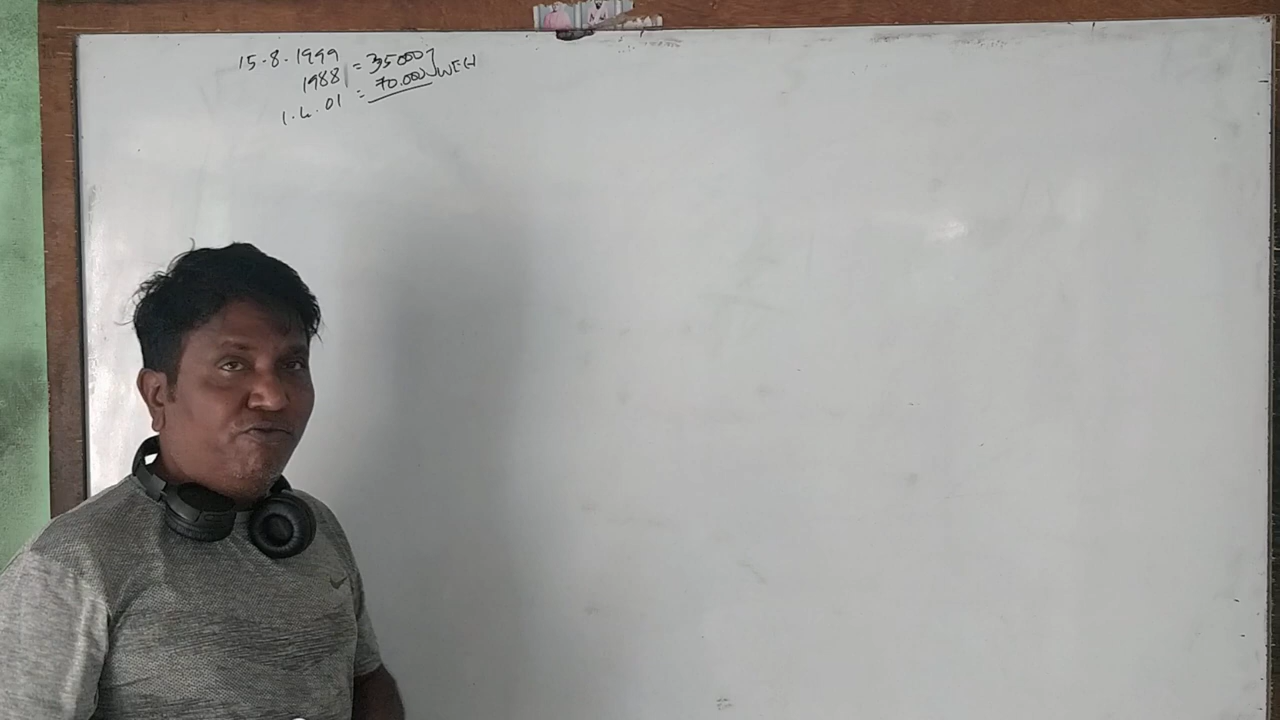 15-8-1999
1988 = 35000
1.4.01 = 70.000 WEH